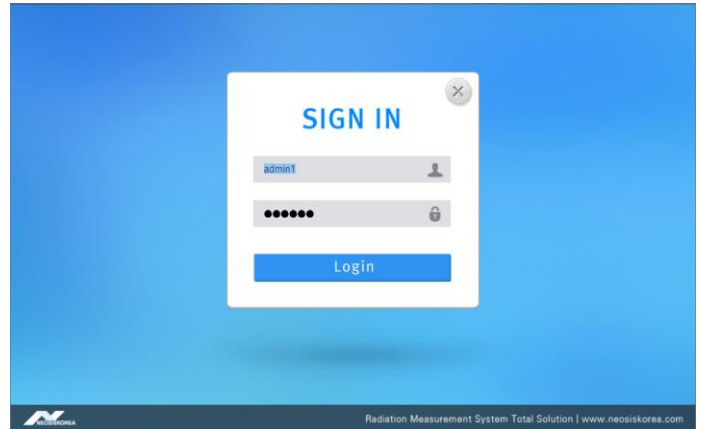 SIGN IN
admin1
●●●●●●
Login
NEOSISKOREA
Radiation Measurement System Total Solution | www.neosiskorea.com